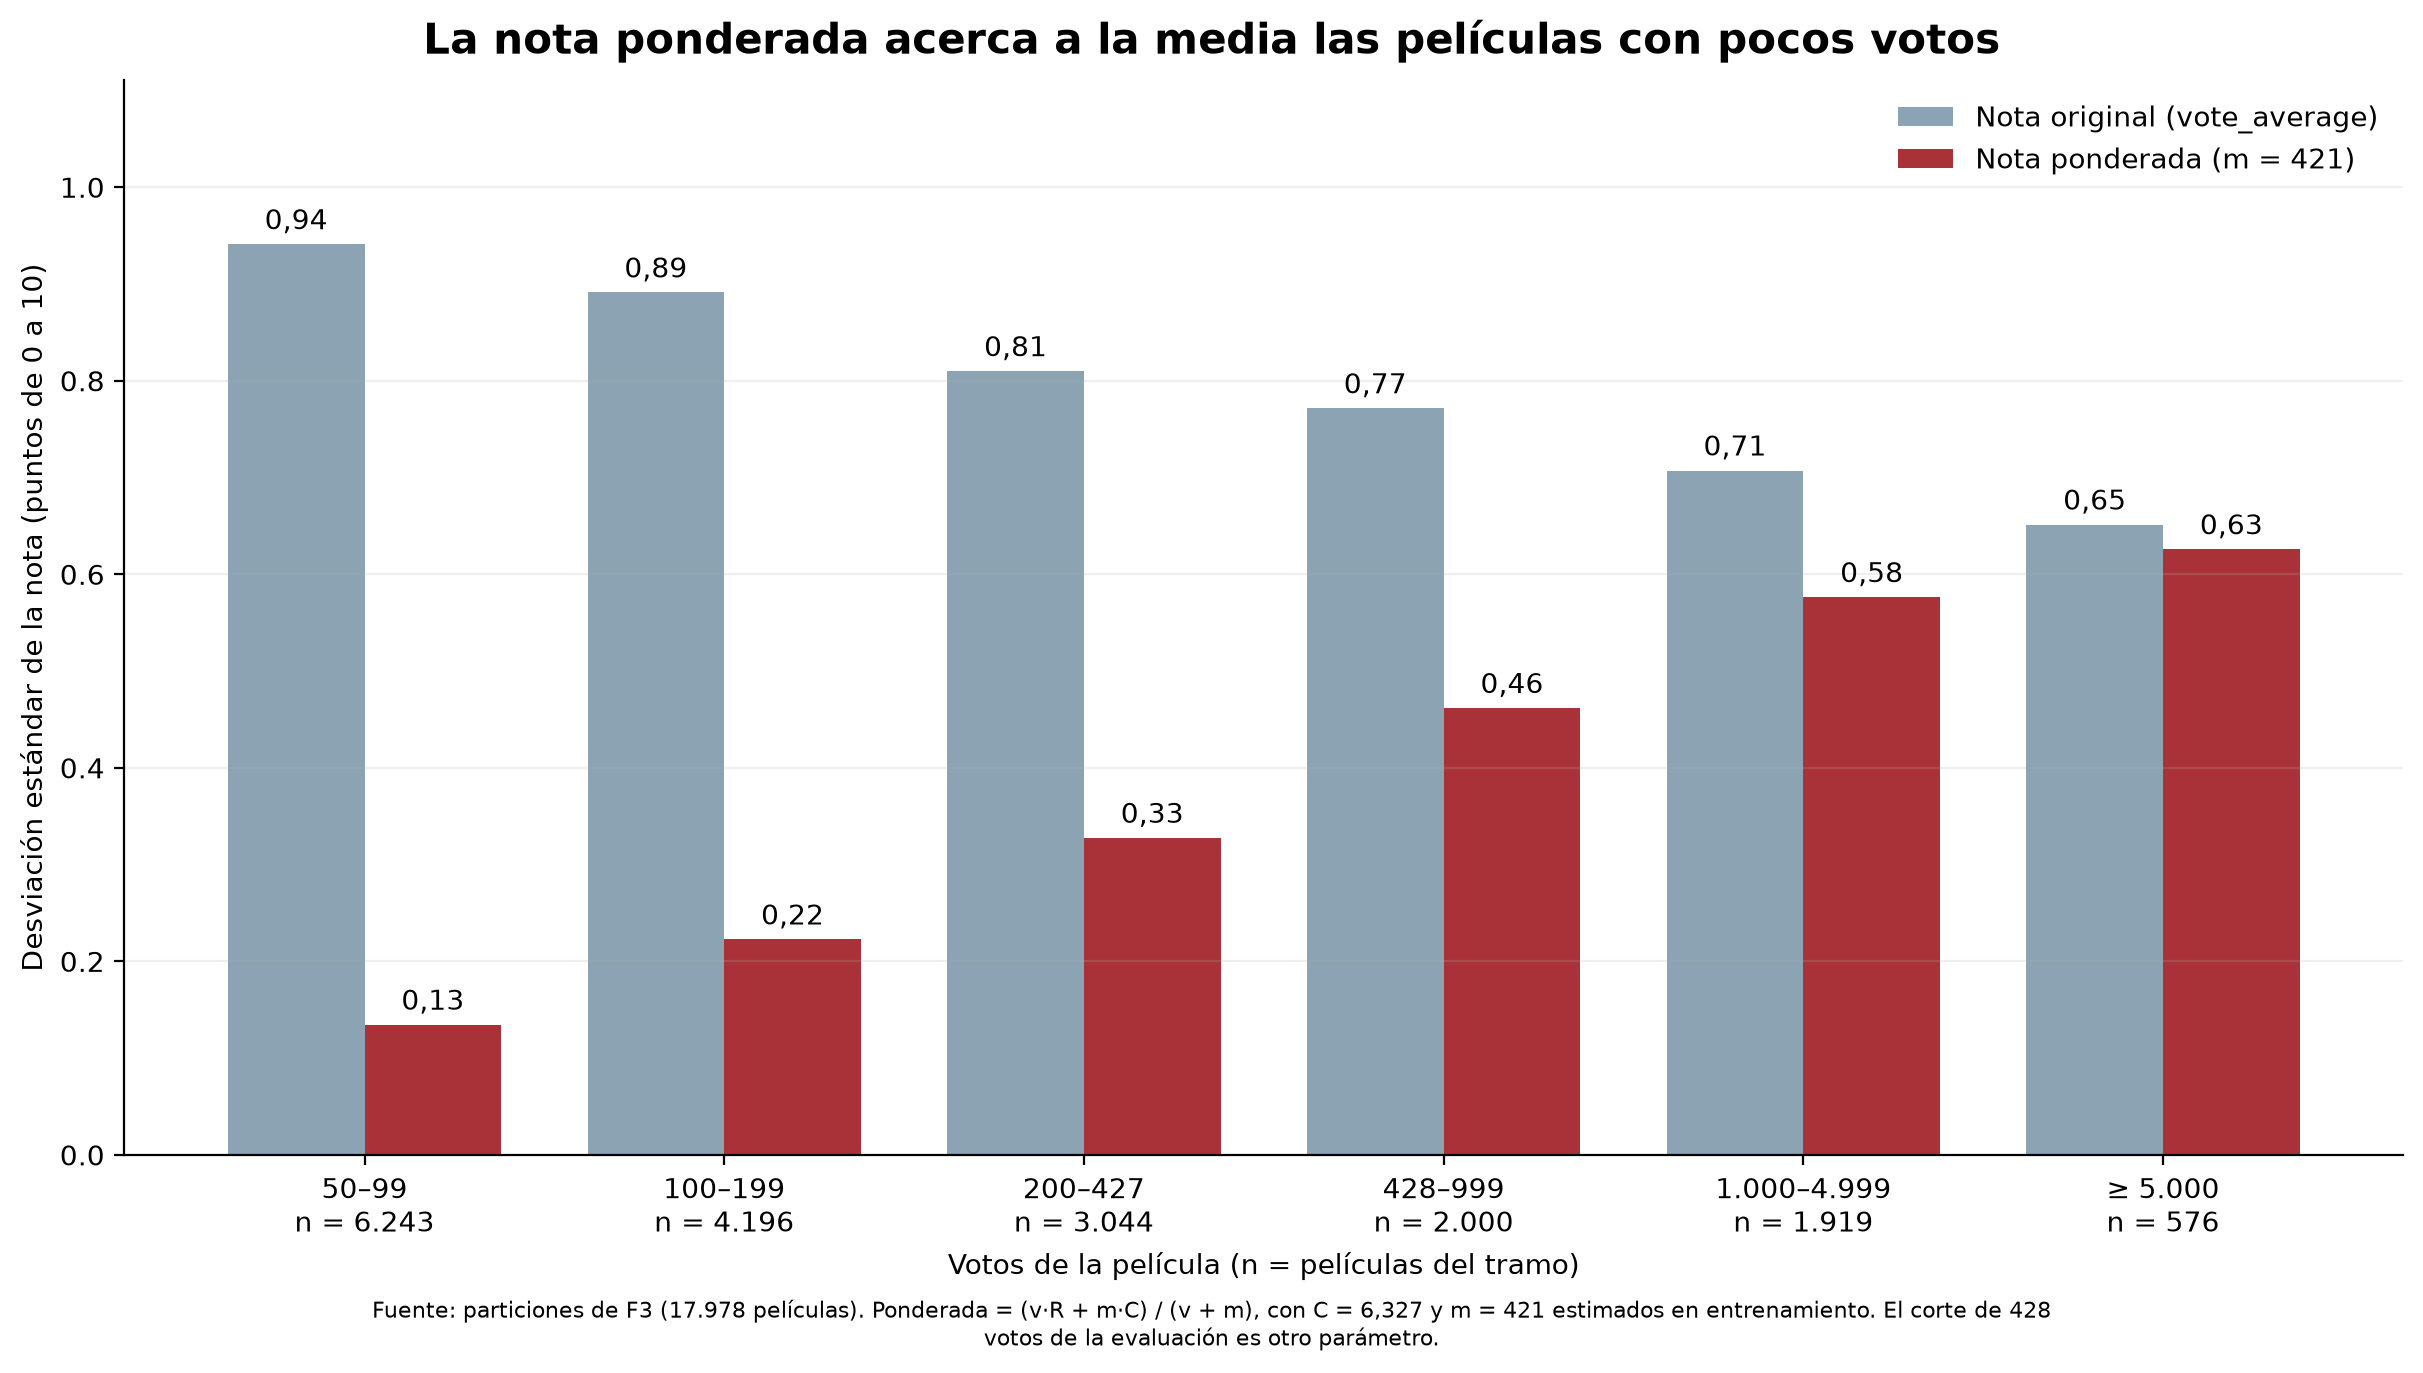 La nota ponderada acerca a la media las películas con pocos votos
Nota original (vote_average)
Nota ponderada (m = 421)
Desviación estándar de la nota (puntos de 0 a 10)
1.0
0.8
0.6
0.4
0.2
0.0
0,94
0,13
0,89
0,22
0,81
0,33
0,77
0,46
0,71
0,58
0,65
0,63
50–99
n = 6.243
100–199
n = 4.196
200–427
n = 3.044
428–999
n = 2.000
1.000–4.999
n = 1.919
≥ 5.000
n = 576
Votos de la película (n = películas del tramo)
Fuente: particiones de F3 (17.978 películas). Ponderada = (v·R + m·C) / (v + m), con C = 6,327 y m = 421 estimados en entrenamiento. El corte de 428
votos de la evaluación es otro parámetro.